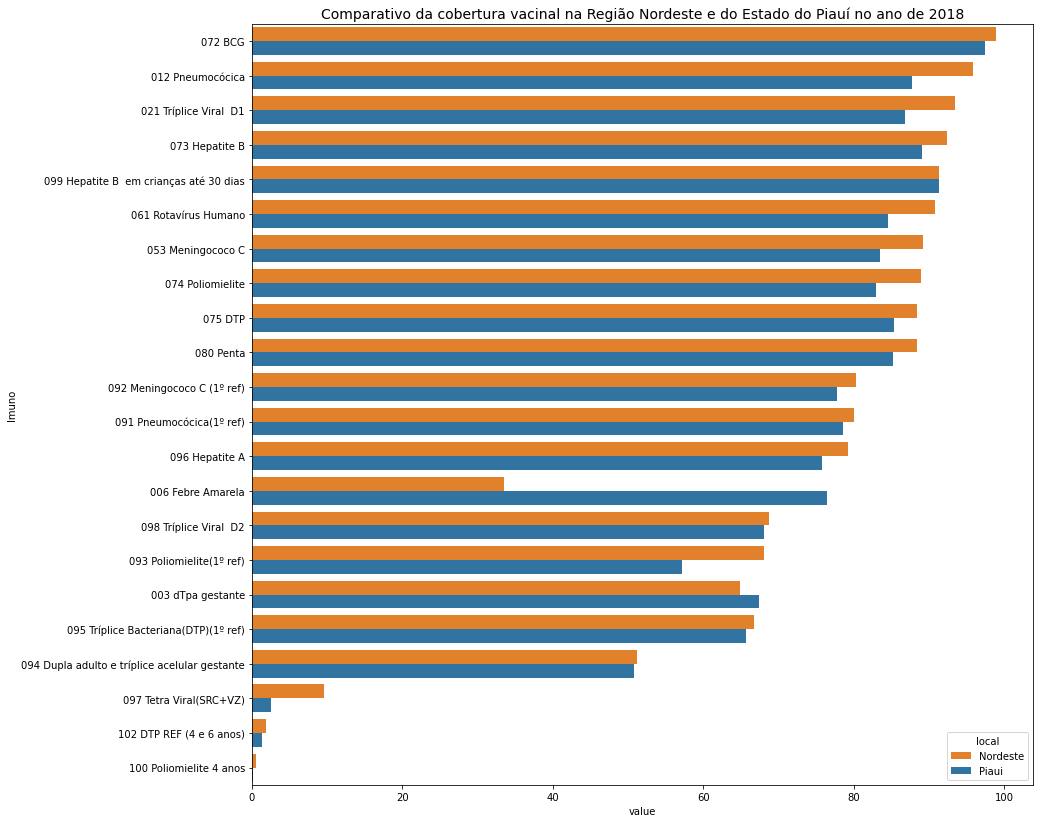 Comparativo da cobertura vacinal na Região Nordeste e do Estado do Piauí no ano de 2018
Imuno
072 BCG
012 Pneumocócica
021 Tríplice Viral  D1
073 Hepatite B
099 Hepatite B  em crianças até 30 dias
061 Rotavírus Humano
053 Meningococo C
074 Poliomielite
075 DTP
080 Penta
092 Meningococo C (1º ref)
091 Pneumocócica(1º ref)
096 Hepatite A
006 Febre Amarela
098 Tríplice Viral  D2
093 Poliomielite(1º ref)
003 dTpa gestante
095 Tríplice Bacteriana(DTP)(1º ref)
094 Dupla adulto e tríplice acelular gestante
097 Tetra Viral(SRC+VZ)
102 DTP REF (4 e 6 anos)
100 Poliomielite 4 anos
local
Nordeste
Piaui
0 20 40 60 80 100
value